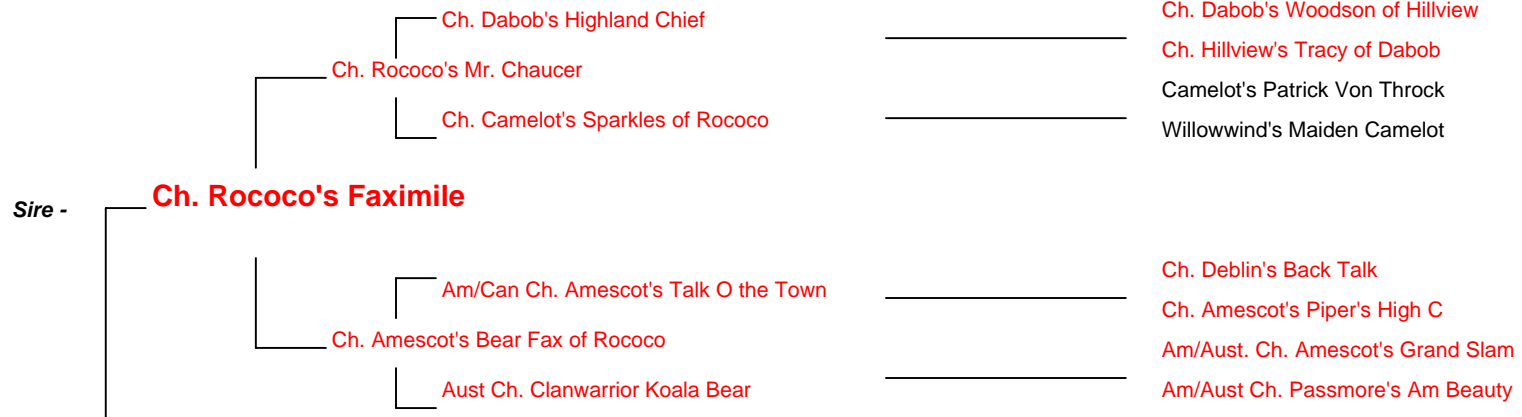 Ch. Dabob's Woodson of Hillview
Ch. Dabob's Highland Chief
Ch. Hillview's Tracy of Dabob
Ch. Rococo's Mr. Chaucer
Camelot's Patrick Von Throck
Ch. Camelot's Sparkles of Rococo
Willowwind's Maiden Camelot
Sire - Ch. Rococo's Faximile
Ch. Deblin's Back Talk
Am/Can Ch. Amescot's Talk O the Town
Ch. Amescot's Piper's High C
Ch. Amescot's Bear Fax of Rococo
Am/Aust. Ch. Amescot's Grand Slam
Aust Ch. Clanwarrior Koala Bear
Am/Aust Ch. Passmore's Am Beauty